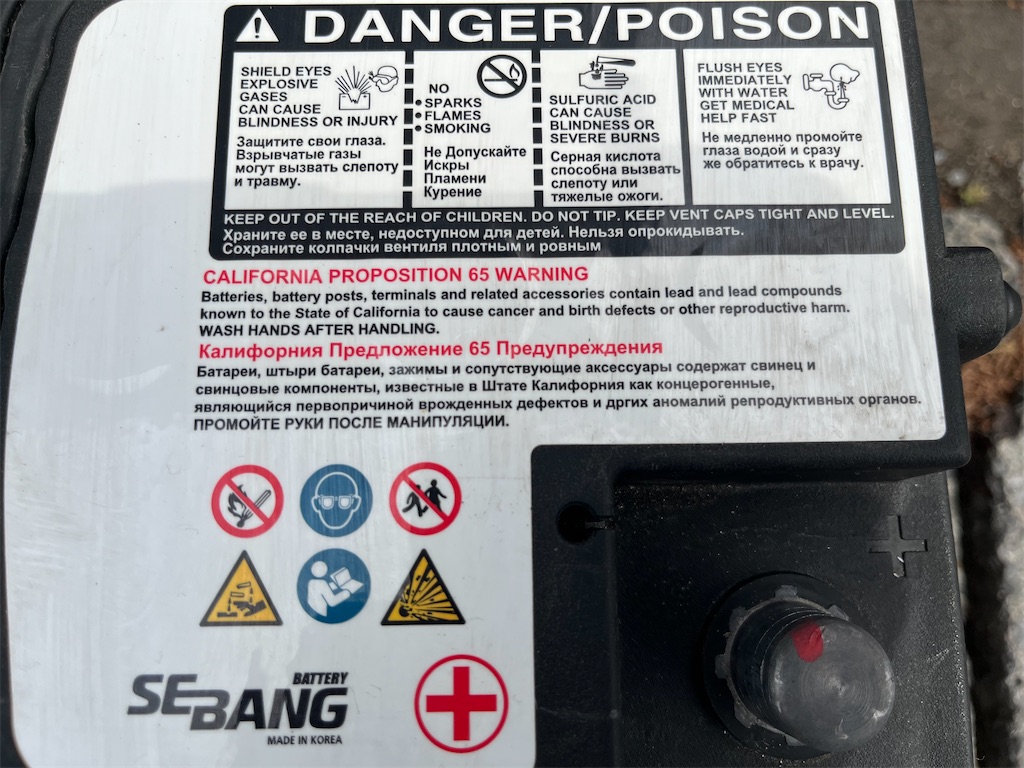 DANGER/POISON
SHIELD EYES
EXPLOSIVE
GASES
CAN CAUSE
BLINDNESS OR INJURY
Защитите свои глаза.
Взрывчатые газы
могут вызвать слепоту
и травму.
NO
• SPARKS
• FLAMES
• SMOKING
Не Допускайте
Искры
Пламени
Курение
SULFURIC ACID
CAN CAUSE
BLINDNESS OR
SEVERE BURNS
Серная кислота
способна вызвать
слепоту или
тяжелые ожоги.
FLUSH EYES
IMMEDIATELY
WITH WATER
GET MEDICAL
HELP FAST
Не медленно промойте
глаза водой и сразу
же обратитесь к врачу.
KEEP OUT OF THE REACH OF CHILDREN. DO NOT TIP. KEEP VENT CAPS TIGHT AND LEVEL.
Храните ее в месте, недоступном для детей. Нельзя опрокидывать.
Сохраните колпачки вентиля плотным и ровным
CALIFORNIA PROPOSITION 65 WARNING
Batteries, battery posts, terminals and related accessories contain lead and lead compounds
known to the State of California to cause cancer and birth defects or other reproductive harm.
WASH HANDS AFTER HANDLING.
Калифорния Предложение 65 Предупреждения
Батареи, штыри батареи, зажимы и сопутствующие аксессуары содержат свинец и
свинцовые компоненты, известные в Штате Калифорния как концерогенные,
являющийся первопричиной врожденных дефектов и дргих аномалий репродуктивных органов.
ПРОМОЙТЕ РУКИ ПОСЛЕ МАНИПУЛЯЦИИ.
+
BATTERY
SEBANG
MADE IN KOREA